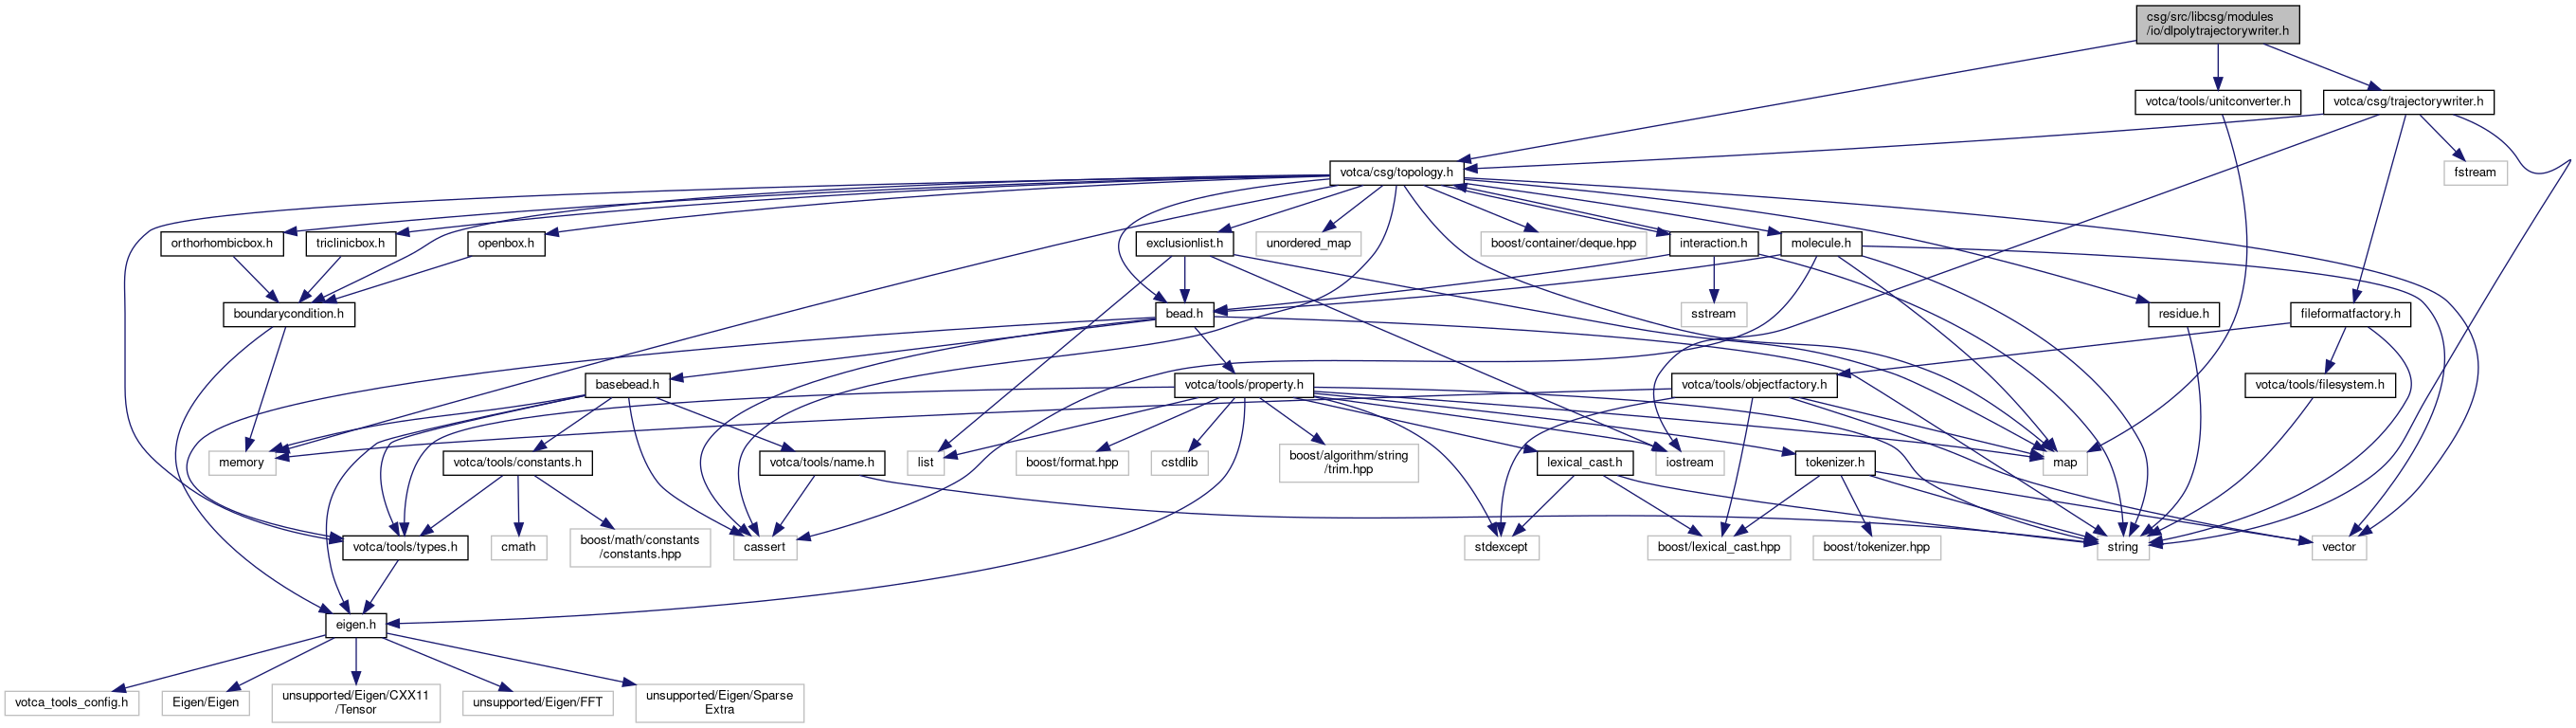 csg/src/libcsg/modules
/io/dlpolytrajectorywriter.h
votca/tools/unitconverter.h
votca/csg/trajectorywriter.h
votca/csg/topology.h
fstream
orthorhombicbox.h
triclinicbox.h
openbox.h
exclusionlist.h
unordered_map
boost/container/deque.hpp
interaction.h
molecule.h
boundarycondition.h
bead.h
sstream
residue.h
fileformatfactory.h
basebead.h
votca/tools/property.h
votca/tools/objectfactory.h
votca/tools/filesystem.h
memory
votca/tools/constants.h
votca/tools/name.h
list
boost/format.hpp
cstdlib
boost/algorithm/string
/trim.hpp
lexical_cast.h
iostream
tokenizer.h
map
votca/tools/types.h
cmath
boost/math/constants
/constants.hpp
cassert
stdexcept
boost/lexical_cast.hpp
boost/tokenizer.hpp
string
vector
eigen.h
votca_tools_config.h
Eigen/Eigen
unsupported/Eigen/CXX11
/Tensor
unsupported/Eigen/FFT
unsupported/Eigen/Sparse
Extra